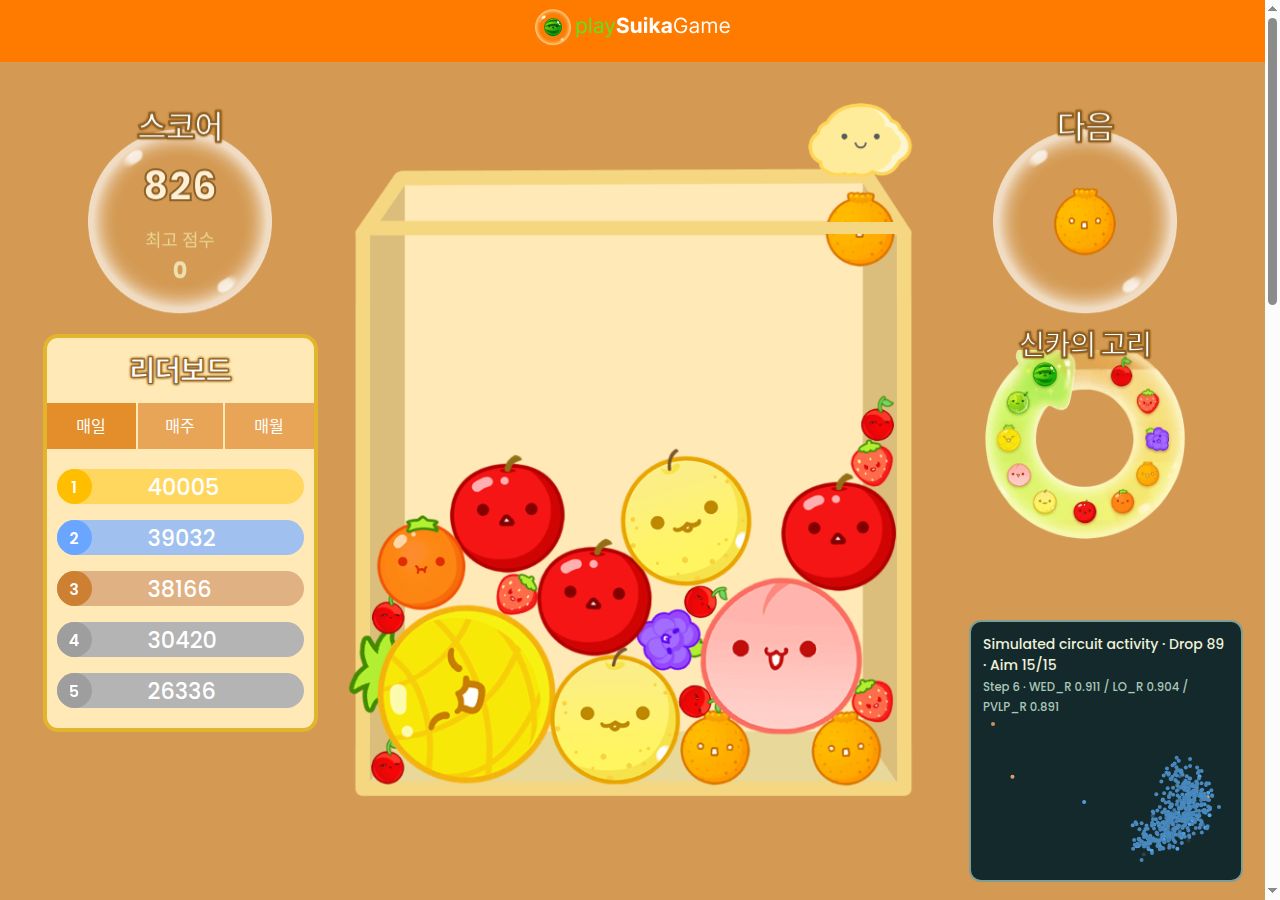 playSuikaGame
스코어
826
최고 점수
0
다음
리더보드
매일
매주
매월
1 40005
2 39032
3 38166
4 30420
5 26336
신카의 고리
Simulated circuit activity · Drop 89
· Aim 15/15
Step 6 · WED_R 0.911 / LO_R 0.904 /
PVLP_R 0.891